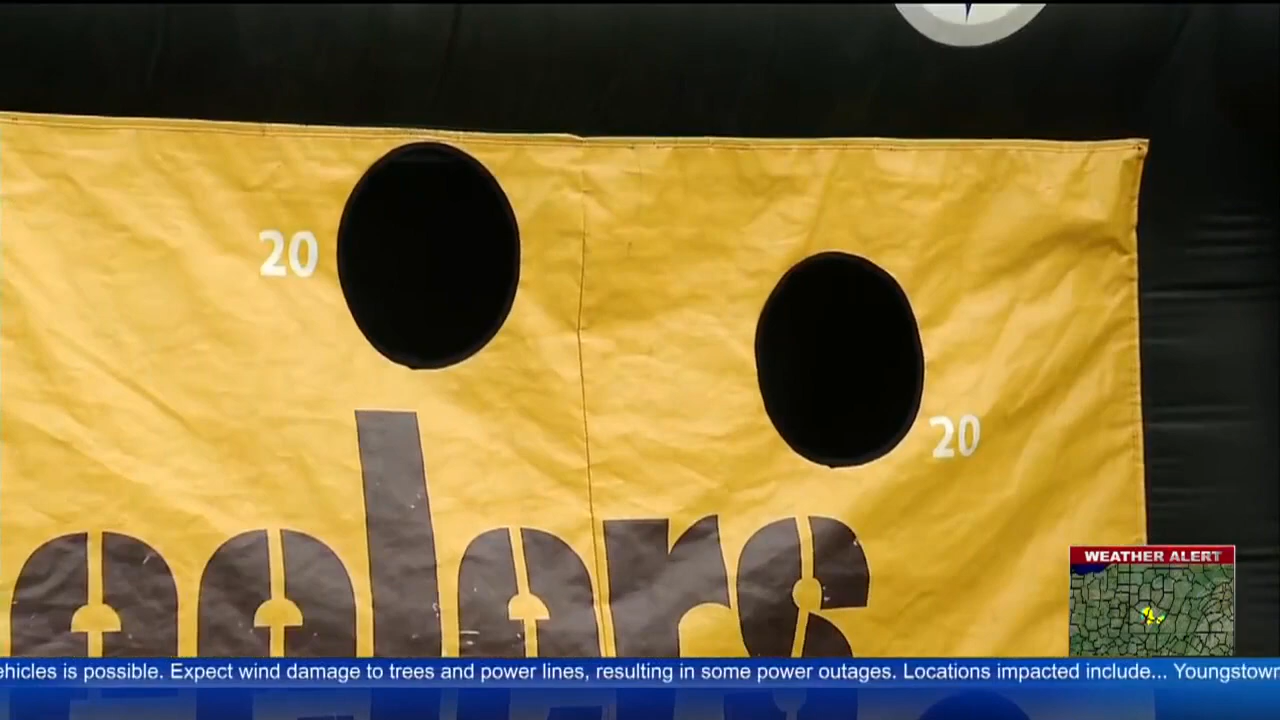 20
20
eelers
WEATHER ALERT
ehicles is possible. Expect wind damage to trees and power lines, resulting in some power outages. Locations impacted include... Youngstown